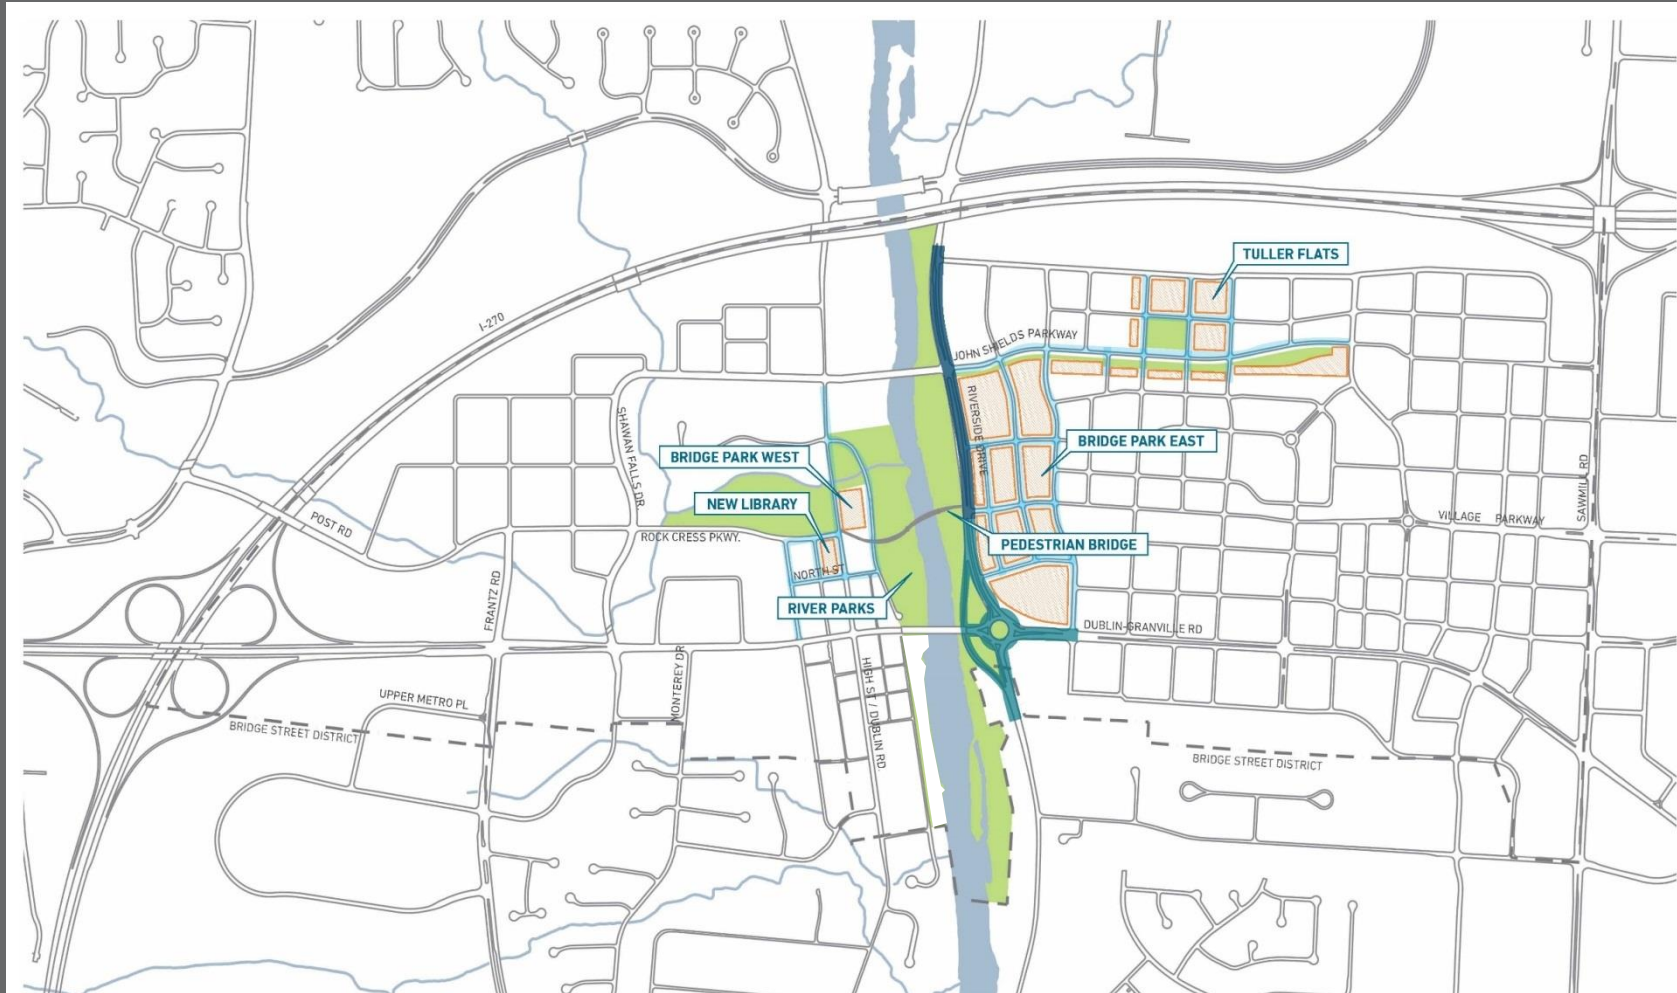 TULLER FLATS
I-270
JOHN SHIELDS PARKWAY
RIVERSIDE DRIVE
SHAWAN FALLS DR.
BRIDGE PARK EAST
BRIDGE PARK WEST
SAWMILL RD
NEW LIBRARY
POST RD
VILLAGE PARKWAY
ROCK CRESS PKWY.
PEDESTRIAN BRIDGE
NORTH ST
FRANTZ RD
RIVER PARKS
DUBLIN-GRANVILLE RD
MONTEREY DR
HIGH ST / DUBLIN RD.
UPPER METRO PL
BRIDGE STREET DISTRICT
BRIDGE STREET DISTRICT